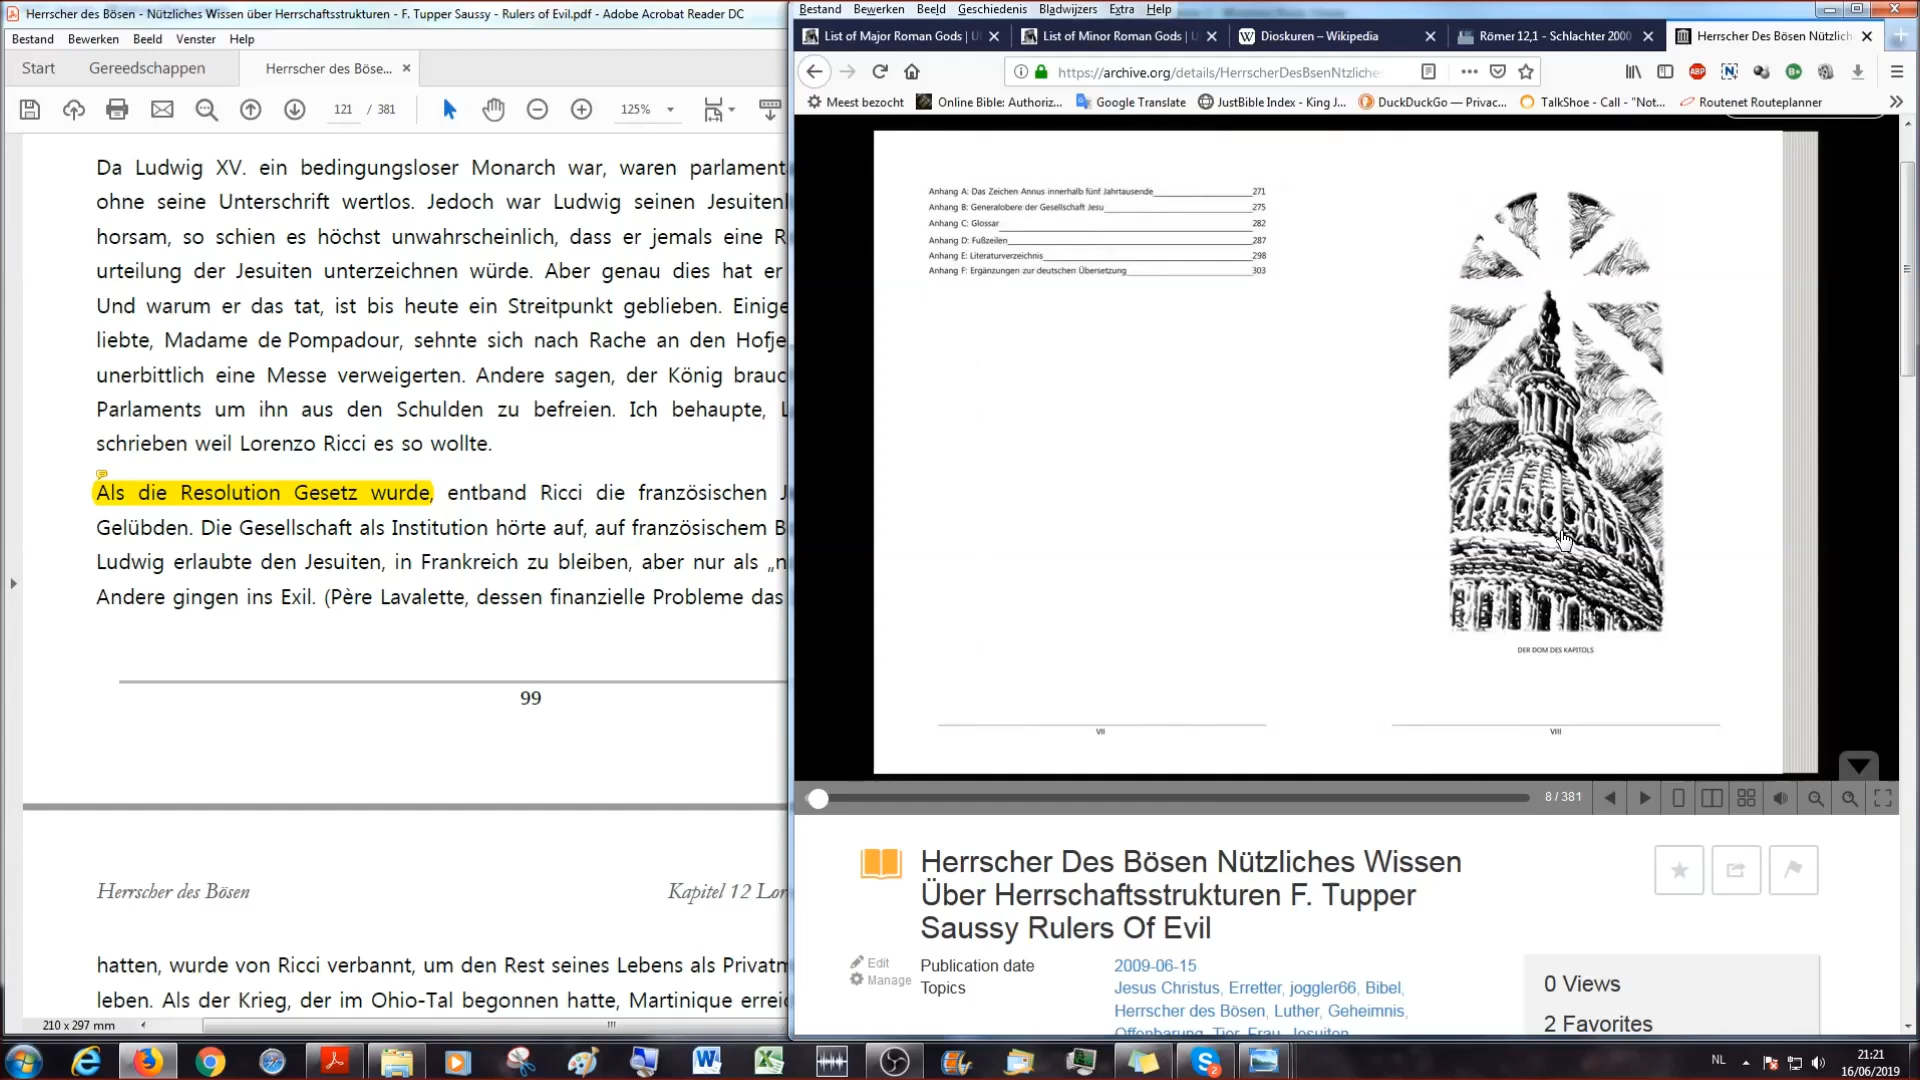 Herrscher des Bösen - Nützliches Wissen über Herrschaftsstrukturen - F. Tupper Saussy - Rulers of Evil.pdf - Adobe Acrobat Reader DC
Bestand Bewerken Beeld Venster Help
Start Gereedschappen Herrscher des Böse... ×
121 / 381 125%
Da Ludwig XV. ein bedingungsloser Monarch war, waren parlament
ohne seine Unterschrift wertlos. Jedoch war Ludwig seinen Jesuiten
horsam, so schien es höchst unwahrscheinlich, dass er jemals eine R
urteilung der Jesuiten unterzeichnen würde. Aber genau dies hat er
Und warum er das tat, ist bis heute ein Streitpunkt geblieben. Einige
liebte, Madame de Pompadour, sehnte sich nach Rache an den Hofje
unerbittlich eine Messe verweigerten. Andere sagen, der König brauc
Parlaments um ihn aus den Schulden zu befreien. Ich behaupte, L
schrieben weil Lorenzo Ricci es so wollte.
Als die Resolution Gesetz wurde, entband Ricci die französischen J
Gelübden. Die Gesellschaft als Institution hörte auf, auf französischem B
Ludwig erlaubte den Jesuiten, in Frankreich zu bleiben, aber nur als „n
Andere gingen ins Exil. (Père Lavalette, dessen finanzielle Probleme das
99
Herrscher des Bösen Kapitel 12 Lor
hatten, wurde von Ricci verbannt, um den Rest seines Lebens als Privatm
leben. Als der Krieg, der im Ohio-Tal begonnen hatte, Martinique erreic
210 x 297 mm
Bestand Bewerken Beeld Geschiedenis Bladwijzers Extra Help
List of Major Roman Gods | U
List of Minor Roman Gods | U
Dioskuren – Wikipedia
Römer 12,1 - Schlachter 2000
Herrscher Des Bösen Nützlich
https://archive.org/details/HerrscherDesBsenNtzliche
Meest bezocht
Online Bible: Authoriz...
Google Translate
JustBible Index - King J...
DuckDuckGo — Privac...
TalkShoe - Call - "Not...
Routenet Routeplanner
Anhang A: Das Zeichen Annus innerhalb fünf Jahrtausende 271
Anhang B: Generalobere der Gesellschaft Jesu 275
Anhang C: Glossar 282
Anhang D: Fußzeilen 287
Anhang E: Literaturverzeichnis 298
Anhang F: Ergänzungen zur deutschen Übersetzung 303
DER DOM DES KAPITOLS
VII
VIII
8 / 381
Herrscher Des Bösen Nützliches Wissen
Über Herrschaftsstrukturen F. Tupper
Saussy Rulers Of Evil
Edit
Manage
Publication date 2009-06-15
Topics Jesus Christus, Erretter, joggler66, Bibel,
Herrscher des Bösen, Luther, Geheimnis,
Offenbarung, Tier, Frau, Jesuiten
0 Views
2 Favorites
NL
21:21
16/06/2019